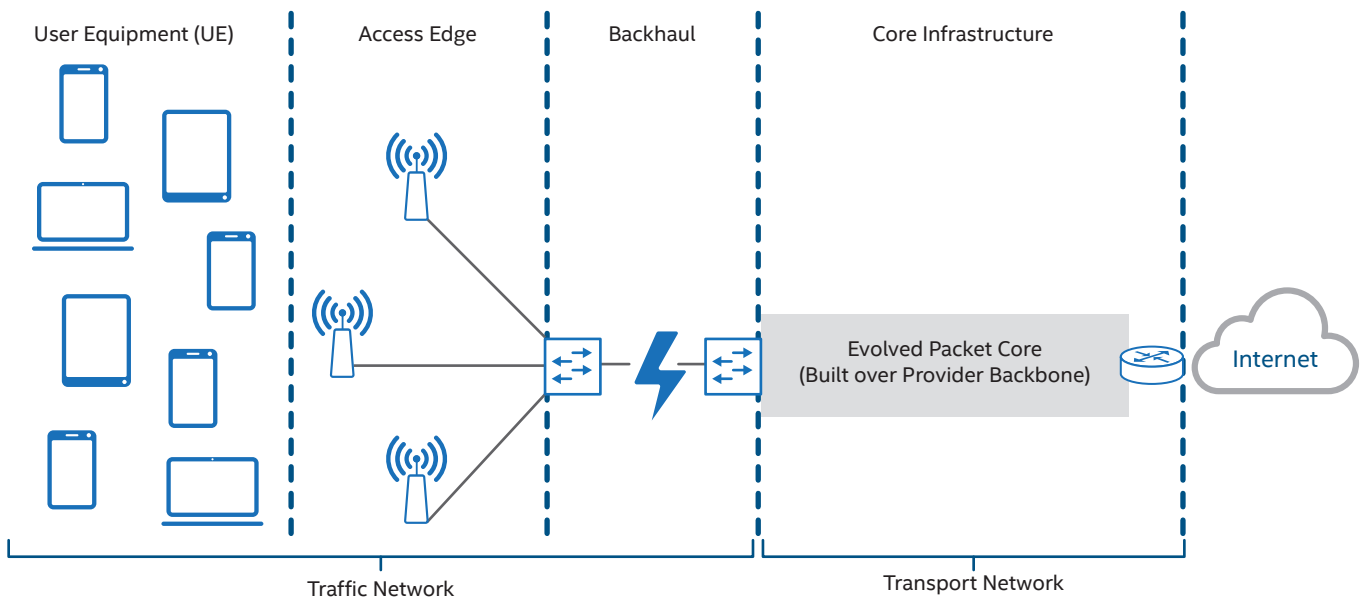 User Equipment (UE)
Access Edge
Backhaul
Core Infrastructure
Evolved Packet Core
(Built over Provider Backbone)
Internet
Traffic Network
Transport Network